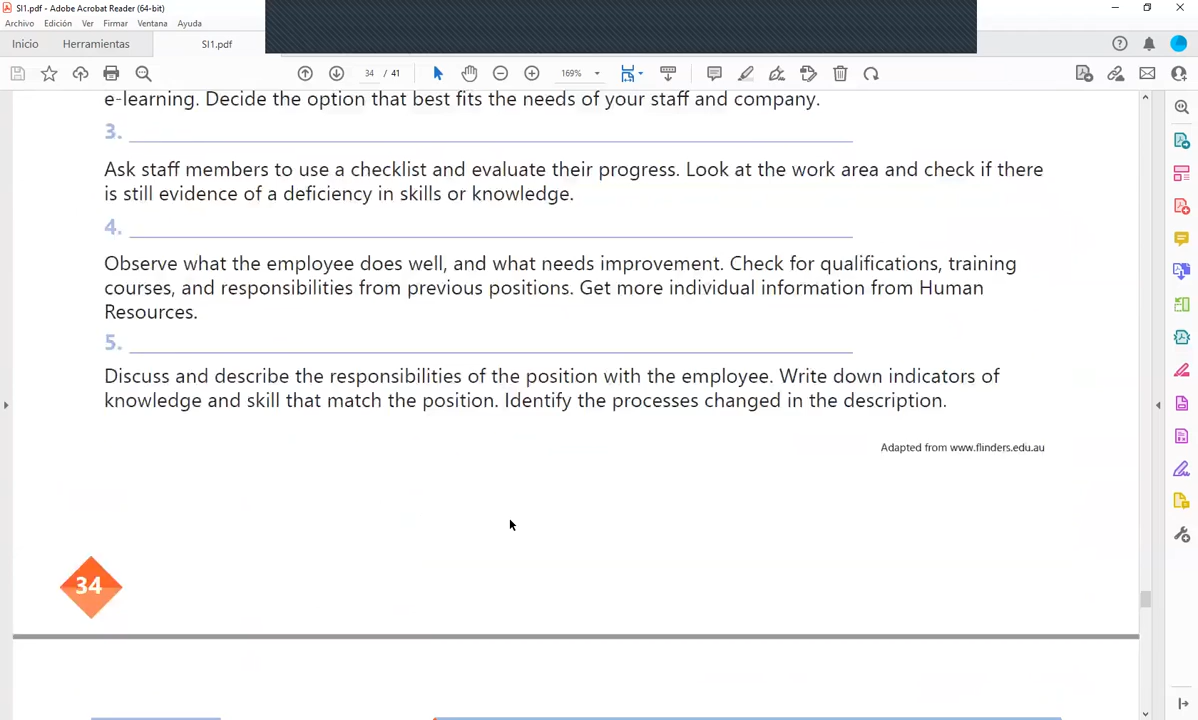 SI1.pdf - Adobe Acrobat Reader (64-bit)
Archivo Edición Ver Firmar Ventana Ayuda
Inicio Herramientas SI1.pdf
34 / 41 169%
e-learning. Decide the option that best fits the needs of your staff and company.
3.
Ask staff members to use a checklist and evaluate their progress. Look at the work area and check if there
is still evidence of a deficiency in skills or knowledge.
4.
Observe what the employee does well, and what needs improvement. Check for qualifications, training
courses, and responsibilities from previous positions. Get more individual information from Human
Resources.
5.
Discuss and describe the responsibilities of the position with the employee. Write down indicators of
knowledge and skill that match the position. Identify the processes changed in the description.
Adapted from www.flinders.edu.au
34